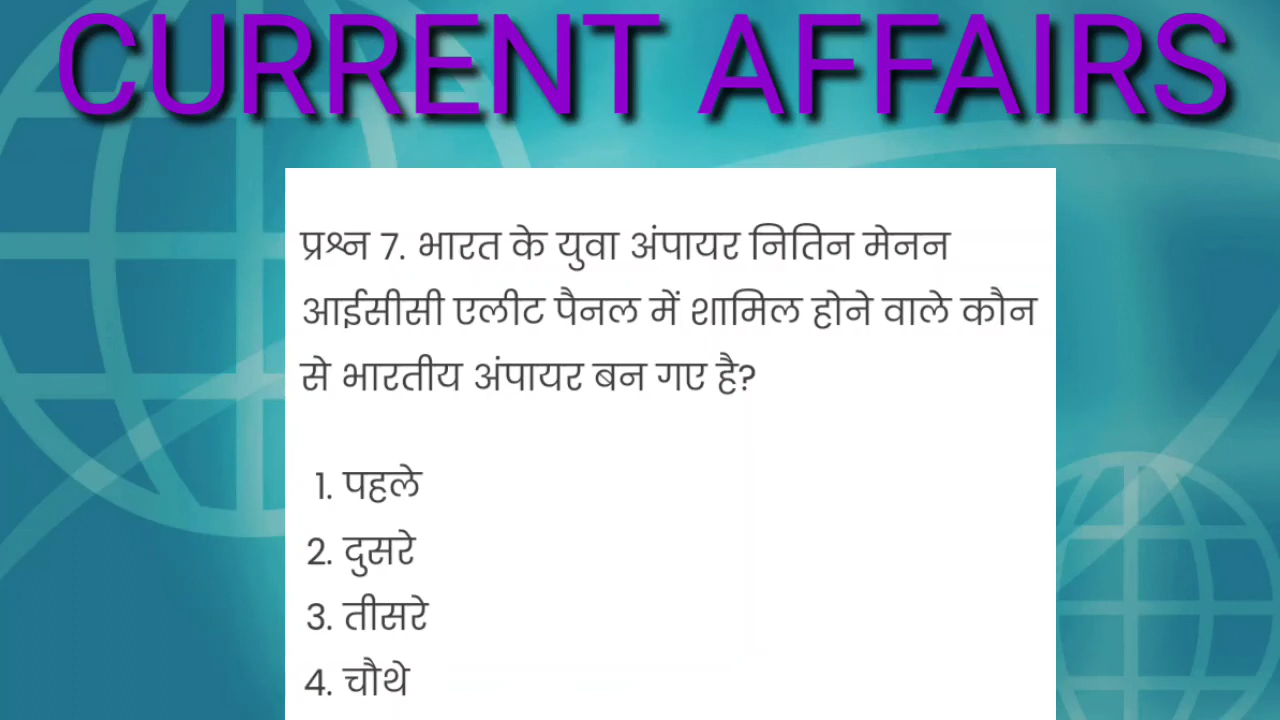 CURRENT AFFAIRS
प्रश्न 7. भारत के युवा अंपायर नितिन मेनन
आईसीसी एलीट पैनल में शामिल होने वाले कौन
से भारतीय अंपायर बन गए है?
1. पहले
2. दुसरे
3. तीसरे
4. चौथे